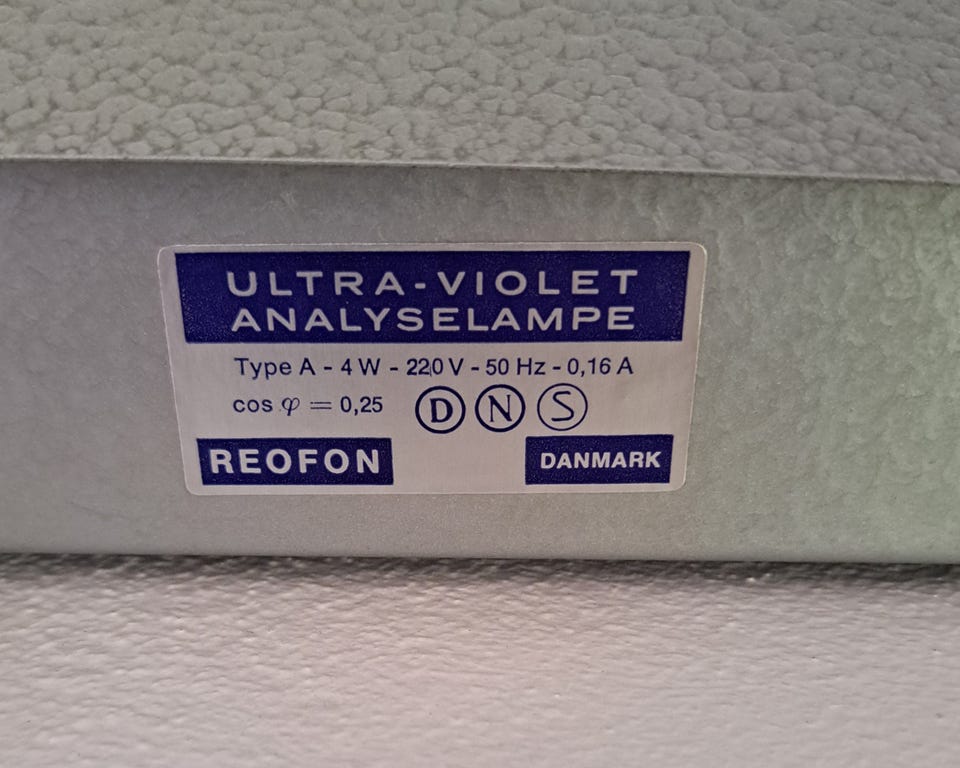 ULTRA-VIOLET
ANALYSELAMPE
Type A - 4 W - 220 V - 50 Hz - 0,16 A
cos φ = 0,25 D N S
REOFON DANMARK